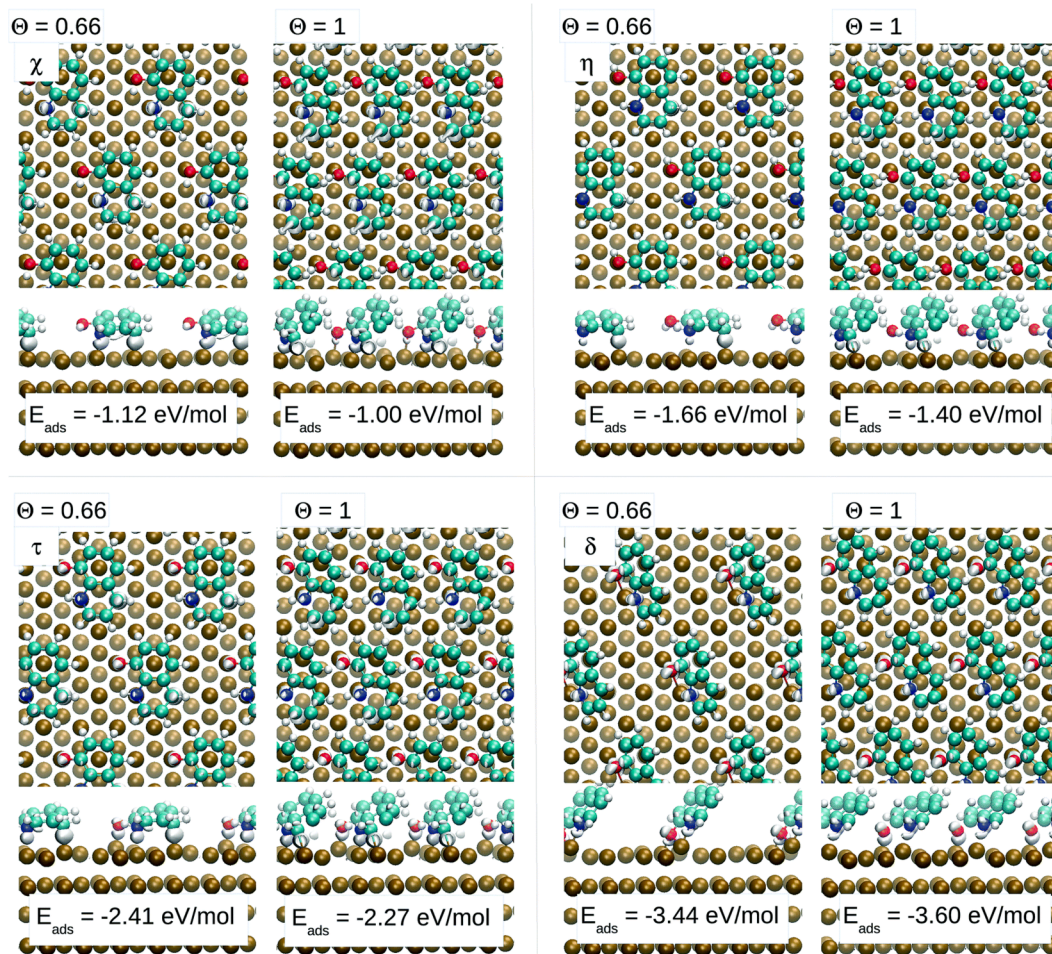 Θ = 0.66
Θ = 1
Θ = 0.66
Θ = 1
χ
η
E_ads = -1.12 eV/mol
E_ads = -1.00 eV/mol
E_ads = -1.66 eV/mol
E_ads = -1.40 eV/mol
Θ = 0.66
Θ = 1
Θ = 0.66
Θ = 1
τ
δ
E_ads = -2.41 eV/mol
E_ads = -2.27 eV/mol
E_ads = -3.44 eV/mol
E_ads = -3.60 eV/mol